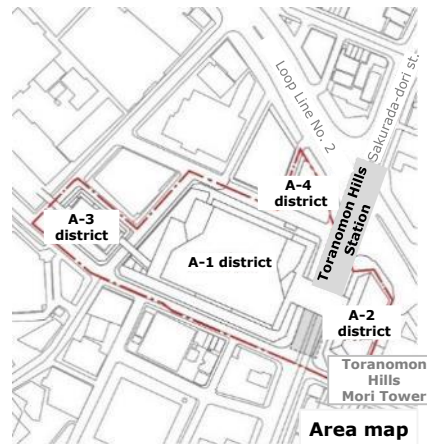 Loop Line No. 2
Sakurada-dori st.
A-4
district
Toranomon Hills
Station
A-3
district
A-1 district
A-2
district
Toranomon
Hills
Mori Tower
Area map